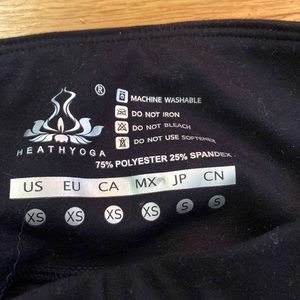 ®
MACHINE WASHABLE
DO NOT IRON
DO NOT BLEACH
DO NOT USE SOFTENER
HEATHYOGA
75% POLYESTER 25% SPANDEX
US EU CA MX JP CN
XS XS XS XS S S